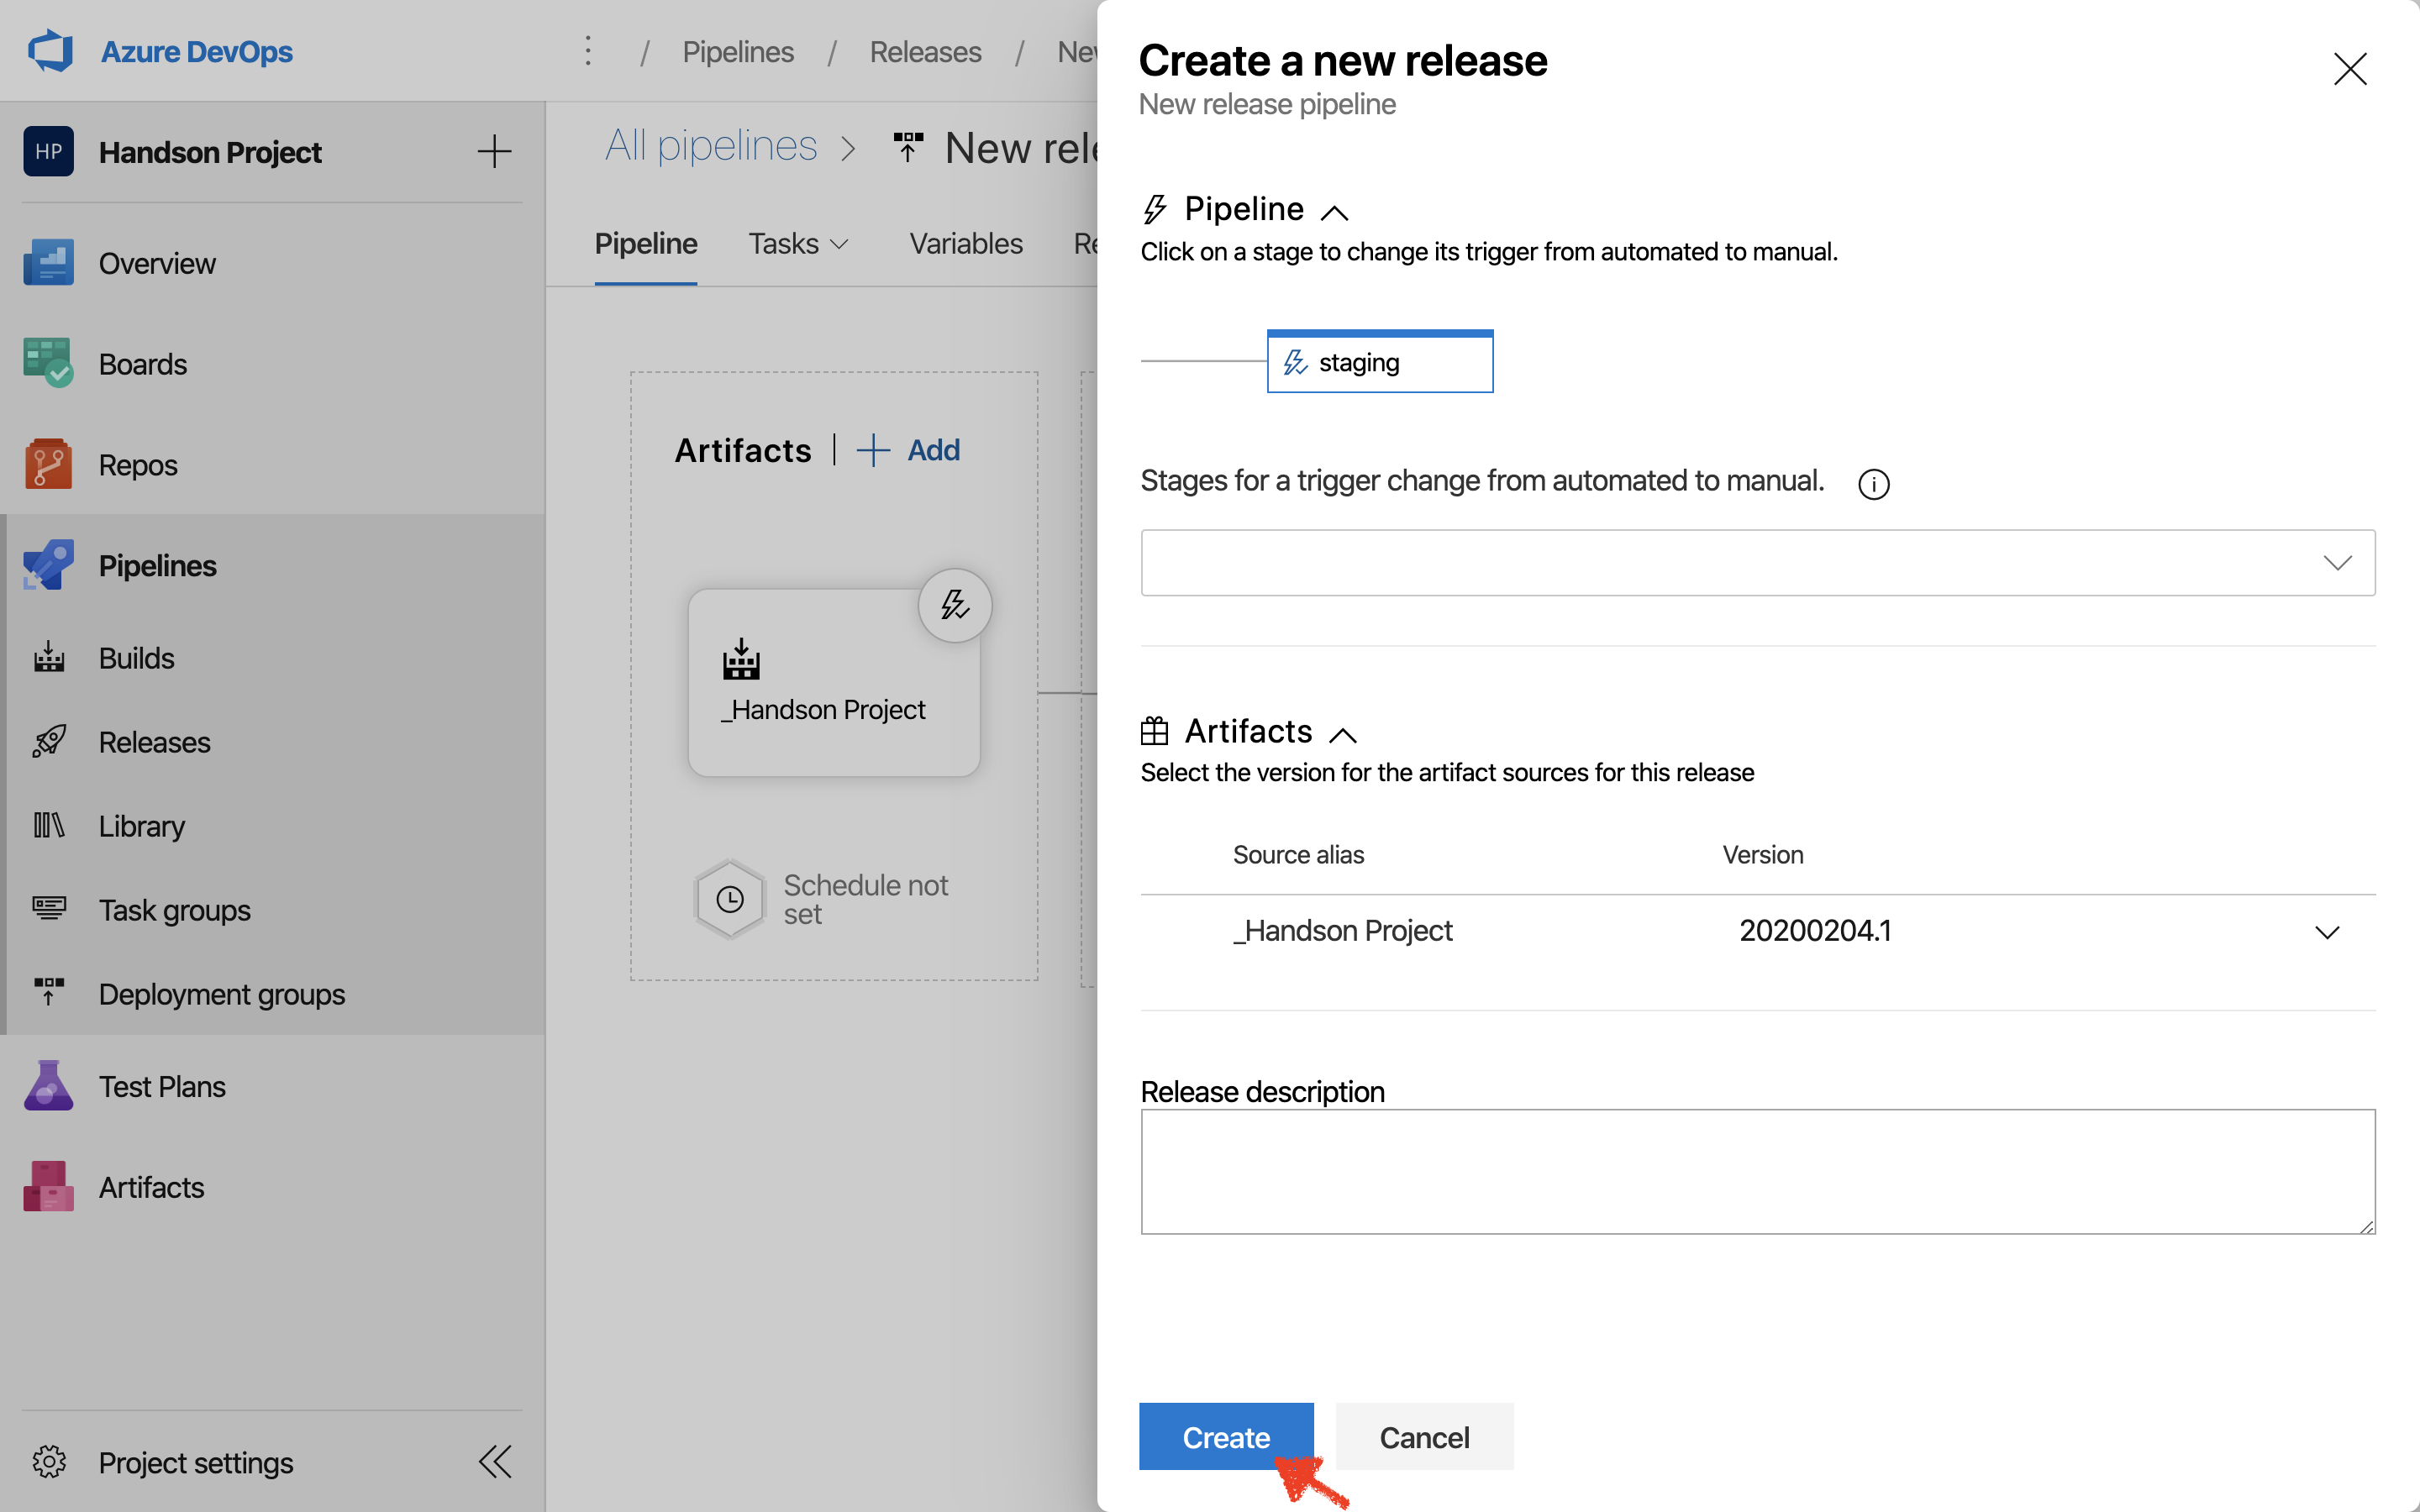 Azure DevOps
/ Pipelines / Releases / Nev
HP Handson Project
Overview
Boards
Repos
Pipelines
Builds
Releases
Library
Task groups
Deployment groups
Test Plans
Artifacts
Project settings
All pipelines > New rele
Pipeline Tasks Variables Re
Artifacts | + Add
_Handson Project
Schedule not
set
Create a new release
New release pipeline
Pipeline
Click on a stage to change its trigger from automated to manual.
staging
Stages for a trigger change from automated to manual.
Artifacts
Select the version for the artifact sources for this release
Source alias Version
_Handson Project 20200204.1
Release description
Create Cancel